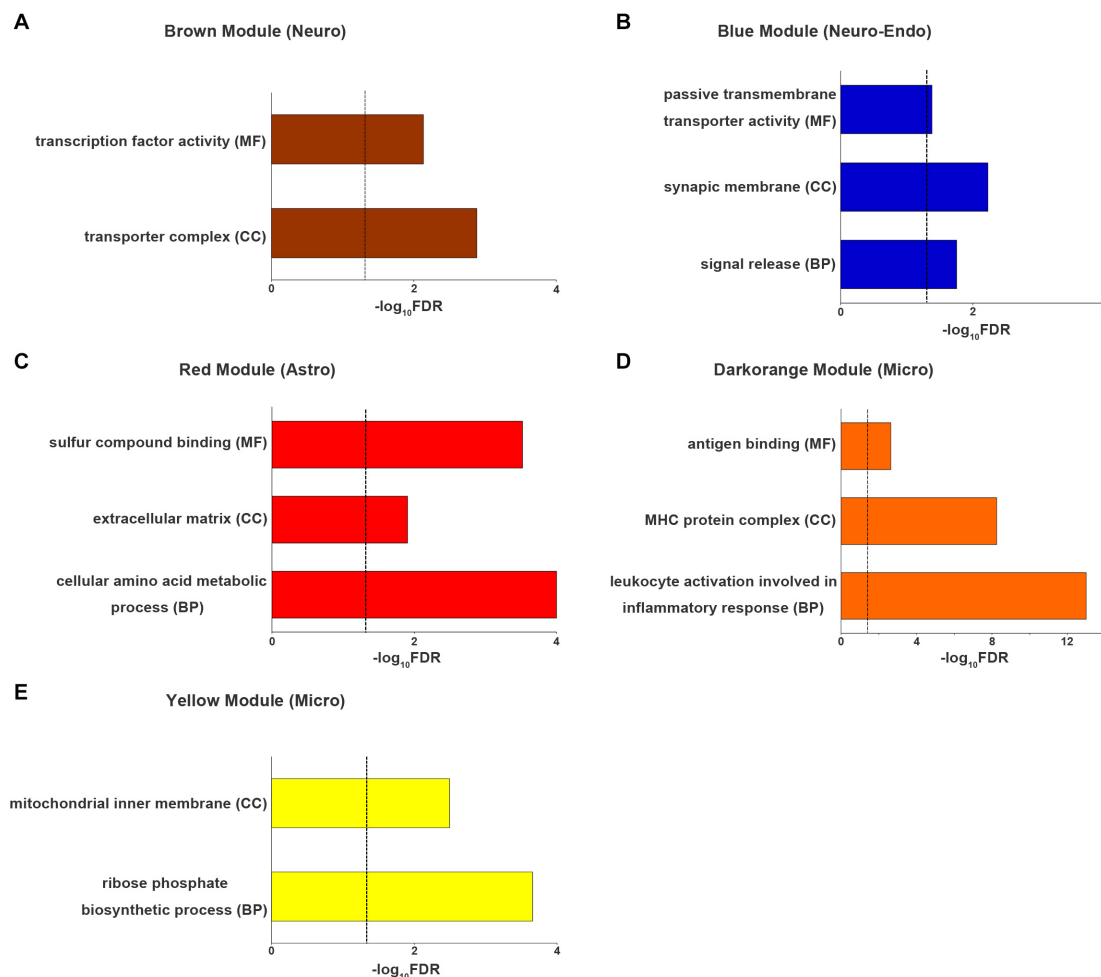 A
Brown Module (Neuro)
transcription factor activity (MF)
transporter complex (CC)
0
2
4
-log₁₀FDR
B
Blue Module (Neuro-Endo)
passive transmembrane
transporter activity (MF)
synapic membrane (CC)
signal release (BP)
0
2
-log₁₀FDR
C
Red Module (Astro)
sulfur compound binding (MF)
extracellular matrix (CC)
cellular amino acid metabolic
process (BP)
0
2
4
-log₁₀FDR
D
Darkorange Module (Micro)
antigen binding (MF)
MHC protein complex (CC)
leukocyte activation involved in
inflammatory response (BP)
0
4
8
12
-log₁₀FDR
E
Yellow Module (Micro)
mitochondrial inner membrane (CC)
ribose phosphate
biosynthetic process (BP)
0
2
4
-log₁₀FDR